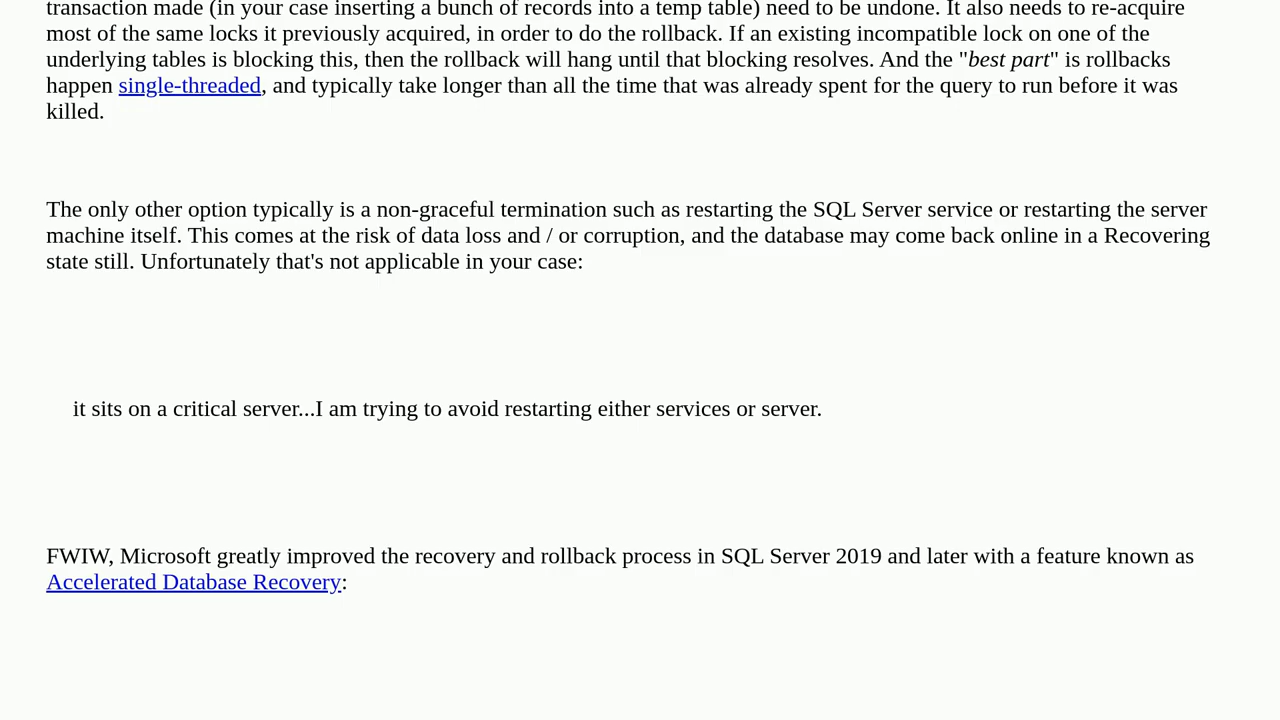 transaction made (in your case inserting a bunch of records into a temp table) need to be undone. It also needs to re-acquire
most of the same locks it previously acquired, in order to do the rollback. If an existing incompatible lock on one of the
underlying tables is blocking this, then the rollback will hang until that blocking resolves. And the "best part" is rollbacks
happen single-threaded, and typically take longer than all the time that was already spent for the query to run before it was
killed.
The only other option typically is a non-graceful termination such as restarting the SQL Server service or restarting the server
machine itself. This comes at the risk of data loss and / or corruption, and the database may come back online in a Recovering
state still. Unfortunately that's not applicable in your case:
it sits on a critical server...I am trying to avoid restarting either services or server.
FWIW, Microsoft greatly improved the recovery and rollback process in SQL Server 2019 and later with a feature known as
Accelerated Database Recovery: